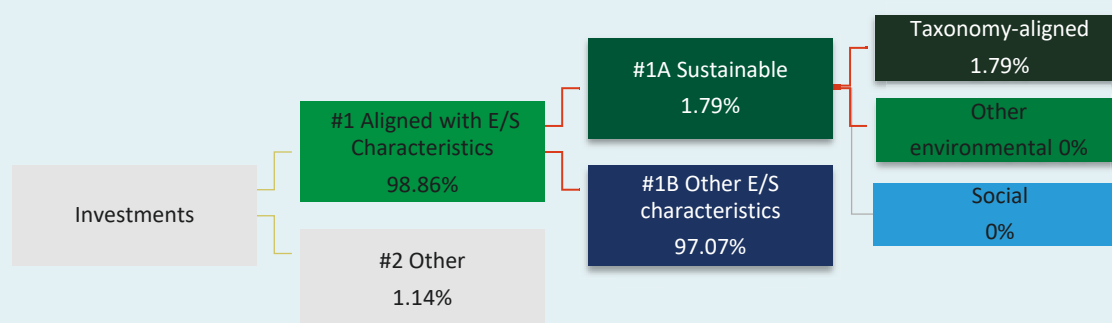 Investments
#1 Aligned with E/S
Characteristics
98.86%
#2 Other
1.14%
#1A Sustainable
1.79%
#1B Other E/S
characteristics
97.07%
Taxonomy-aligned
1.79%
Other
environmental 0%
Social
0%